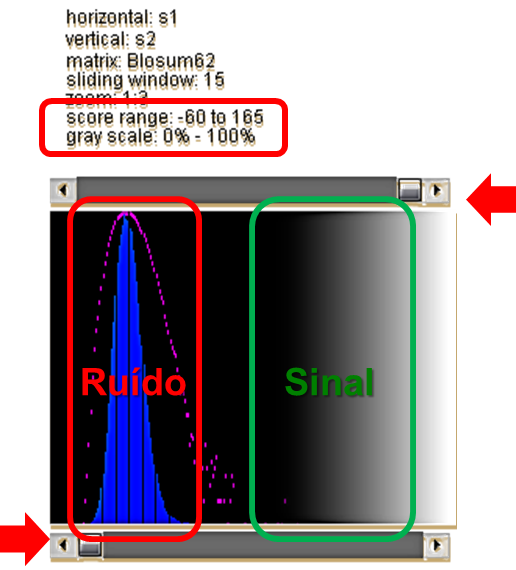 horizontal: s1
vertical: s2
matrix: Blosum62
sliding window: 15
zoom: 1:3
score range: -60 to 165
gray scale: 0% - 100%
Ruído
Sinal